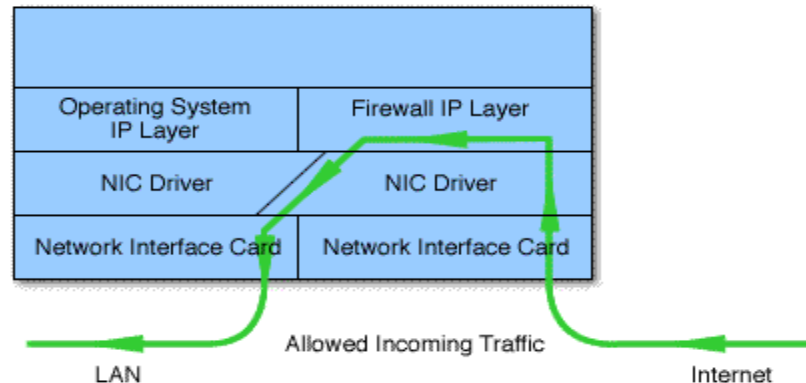 Operating System
IP Layer
Firewall IP Layer
NIC Driver
NIC Driver
Network Interface Card
Network Interface Card
Allowed Incoming Traffic
LAN
Internet